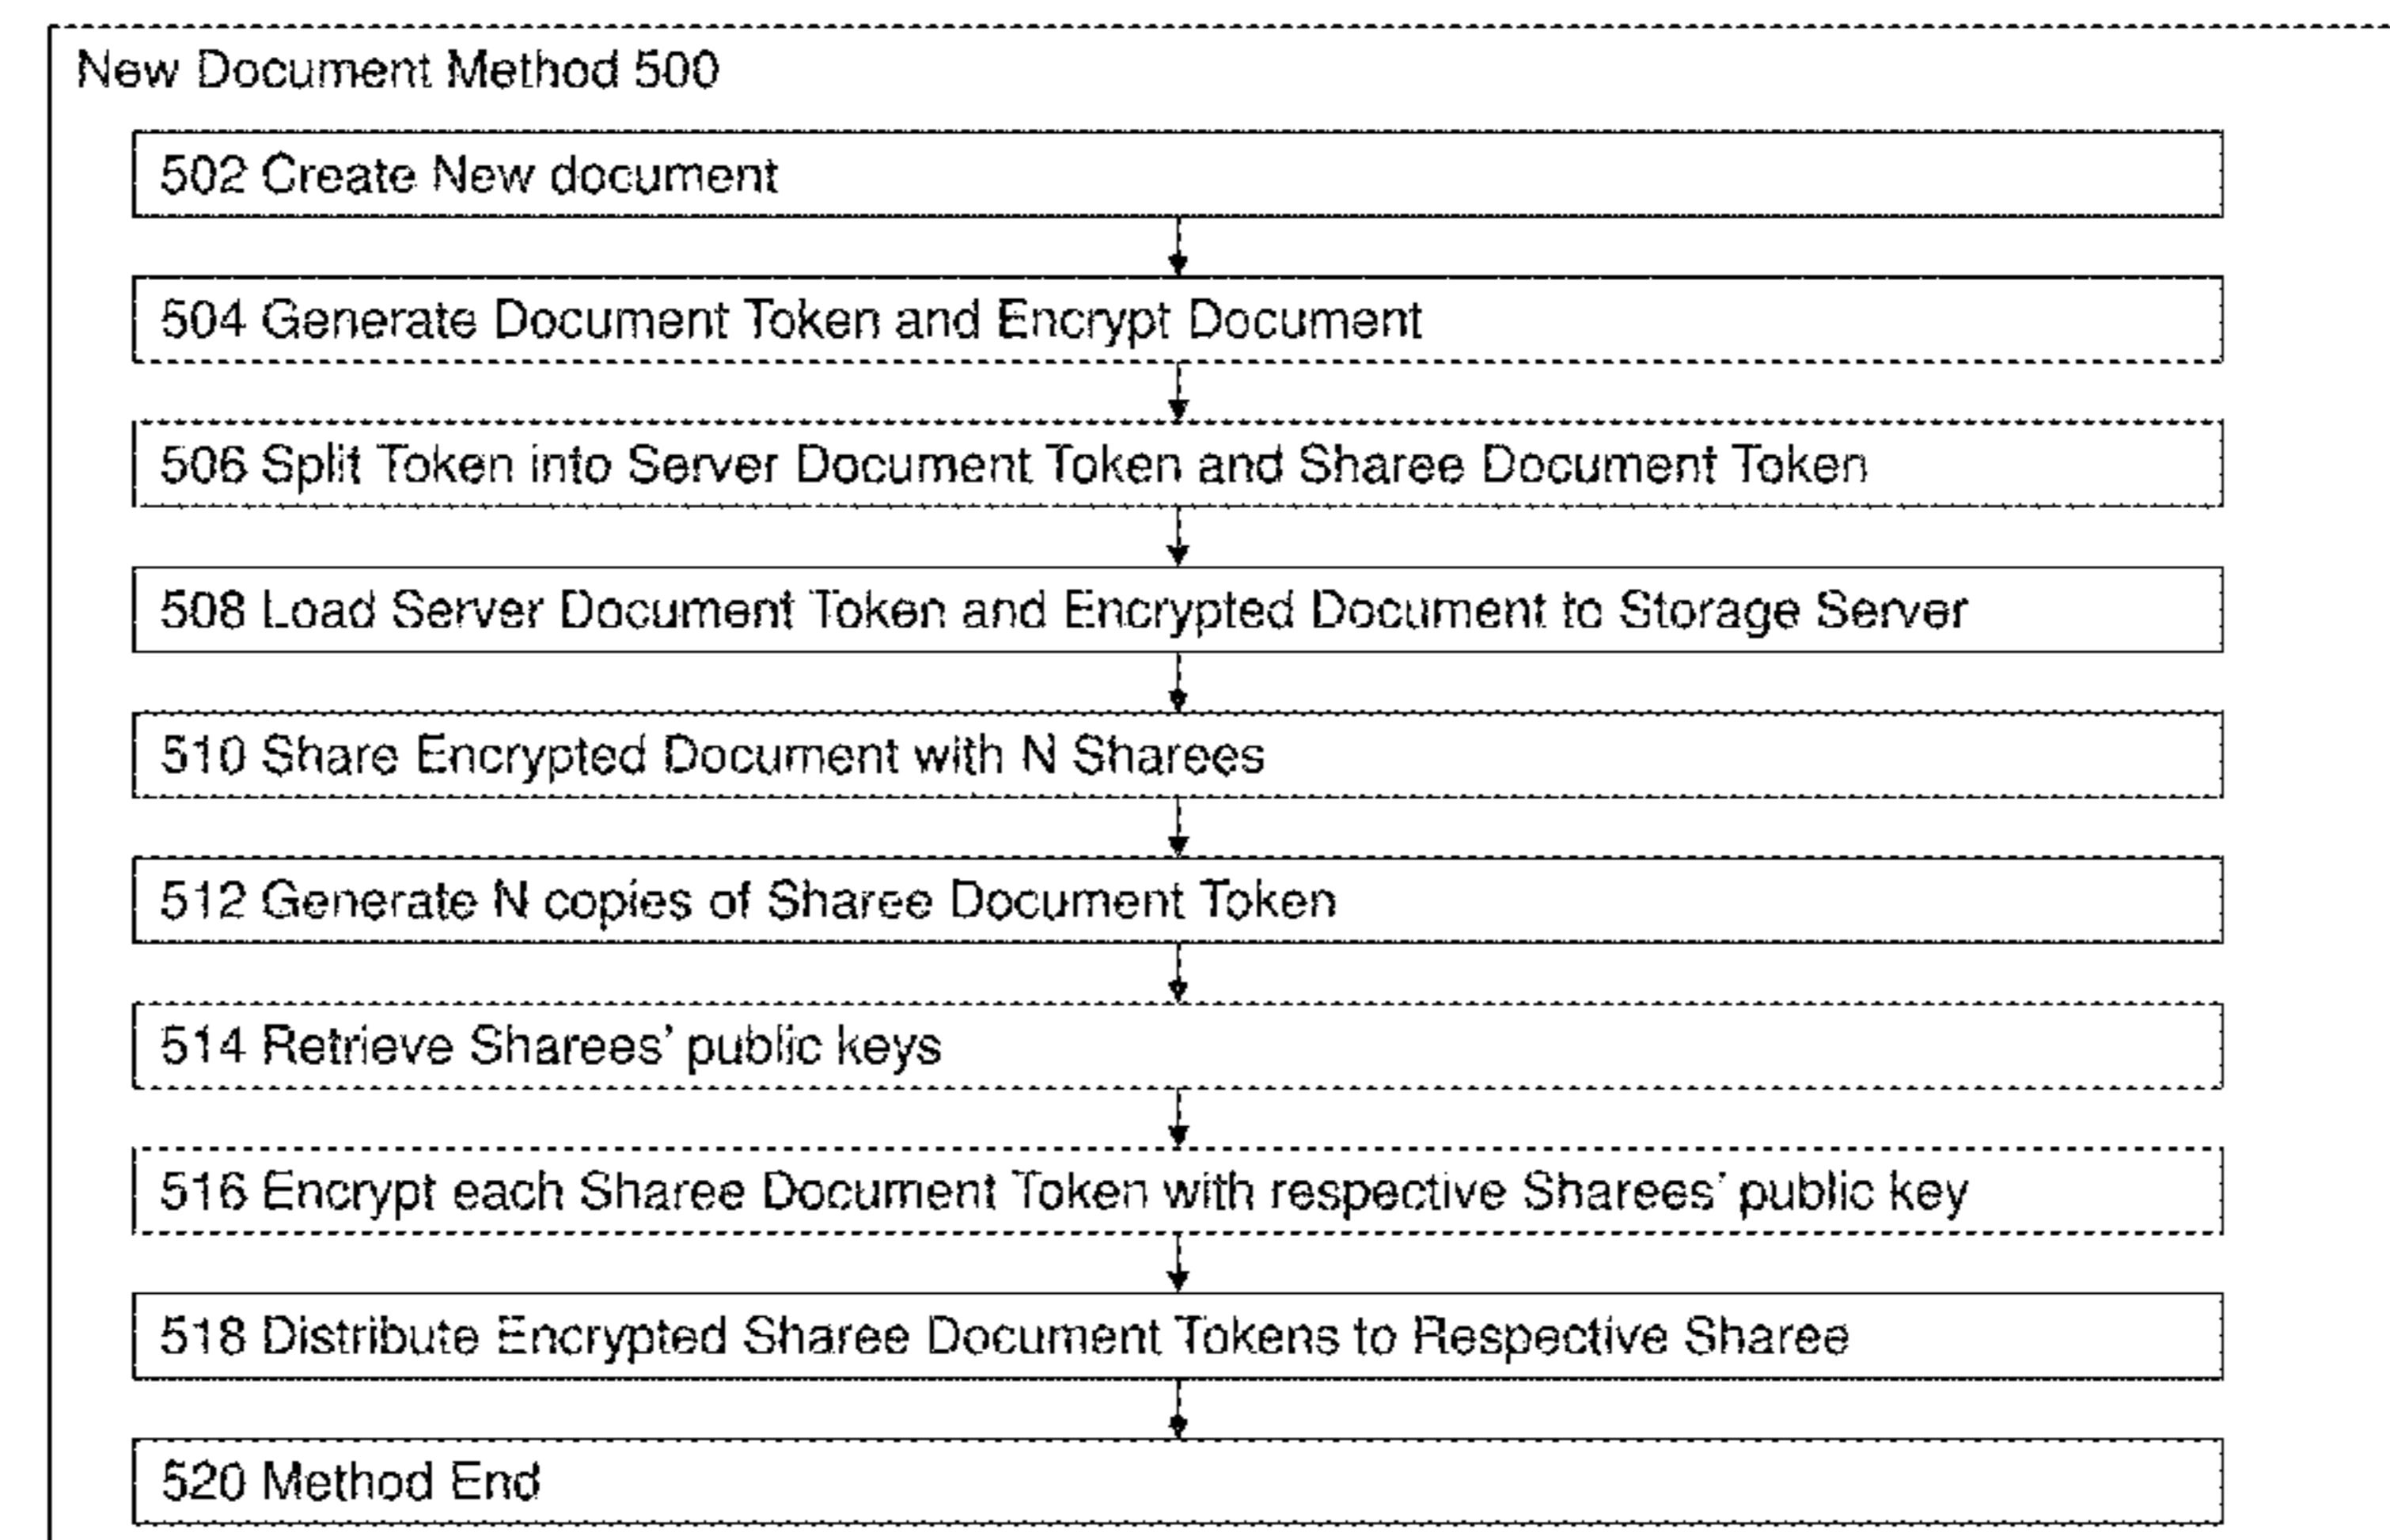 New Document Method 500
502 Create New document
504 Generate Document Token and Encrypt Document
506 Split Token into Server Document Token and Sharee Document Token
508 Load Server Document Token and Encrypted Document to Storage Server
510 Share Encrypted Document with N Sharees
512 Generate N copies of Sharee Document Token
514 Retrieve Sharees' public keys
516 Encrypt each Sharee Document Token with respective Sharees' public key
518 Distribute Encrypted Sharee Document Tokens to Respective Sharee
520 Method End